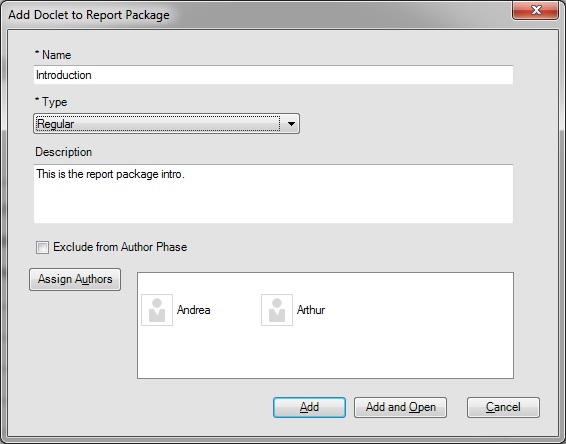 Add Doclet to Report Package
* Name
Introduction
* Type
Regular
Description
This is the report package intro.
Exclude from Author Phase
Assign Authors
Andrea Arthur
Add Add and Open Cancel